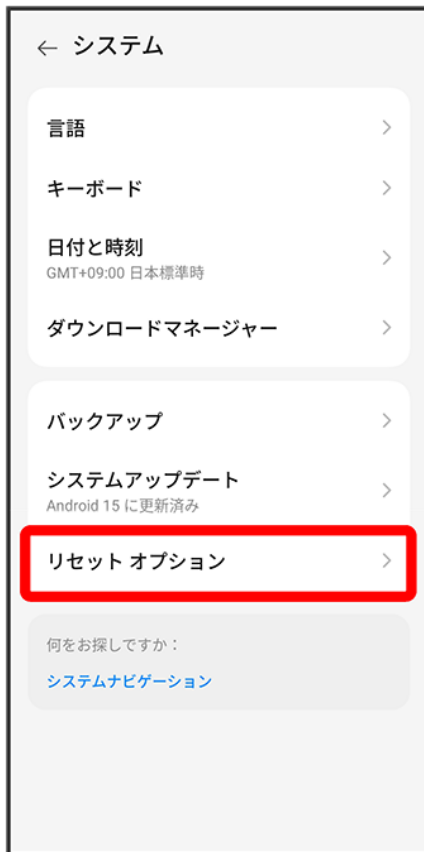 ← システム
言語
キーボード
日付と時刻
GMT+09:00 日本標準時
ダウンロードマネージャー
バックアップ
システムアップデート
Android 15 に更新済み
リセット オプション
何をお探しですか：
システムナビゲーション